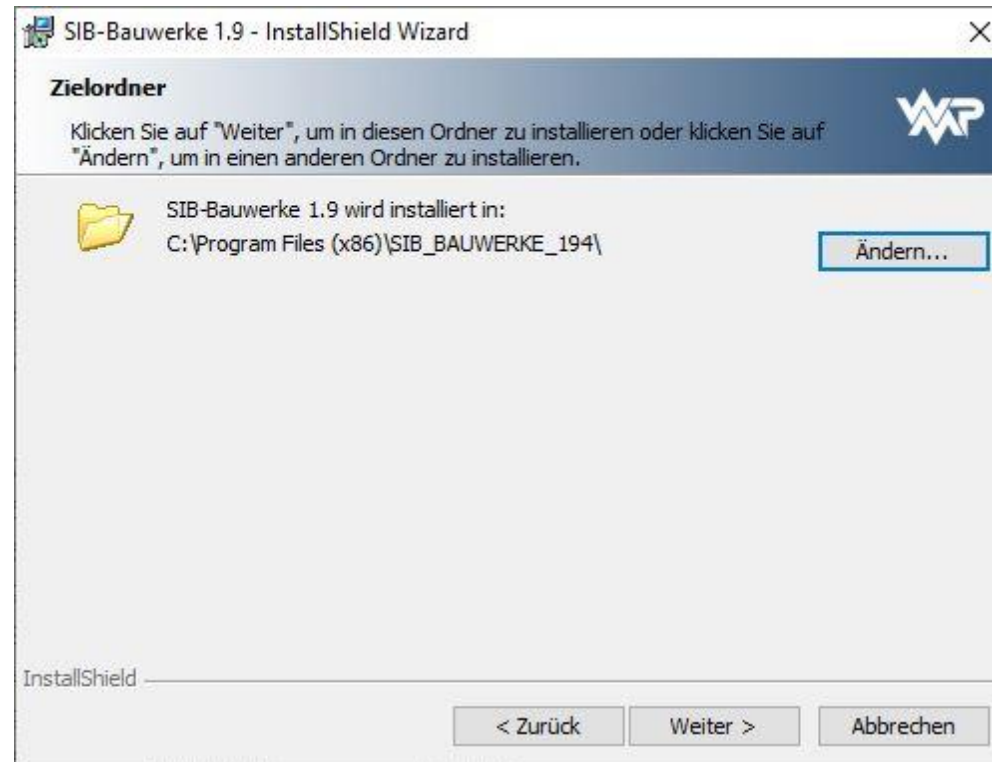 SIB-Bauwerke 1.9 - InstallShield Wizard
Zielordner
Klicken Sie auf "Weiter", um in diesen Ordner zu installieren oder klicken Sie auf
"Ändern", um in einen anderen Ordner zu installieren.
WMP
SIB-Bauwerke 1.9 wird installiert in:
C:\Program Files (x86)\SIB_BAUWERKE_194\
Ändern...
InstallShield
< Zurück
Weiter >
Abbrechen